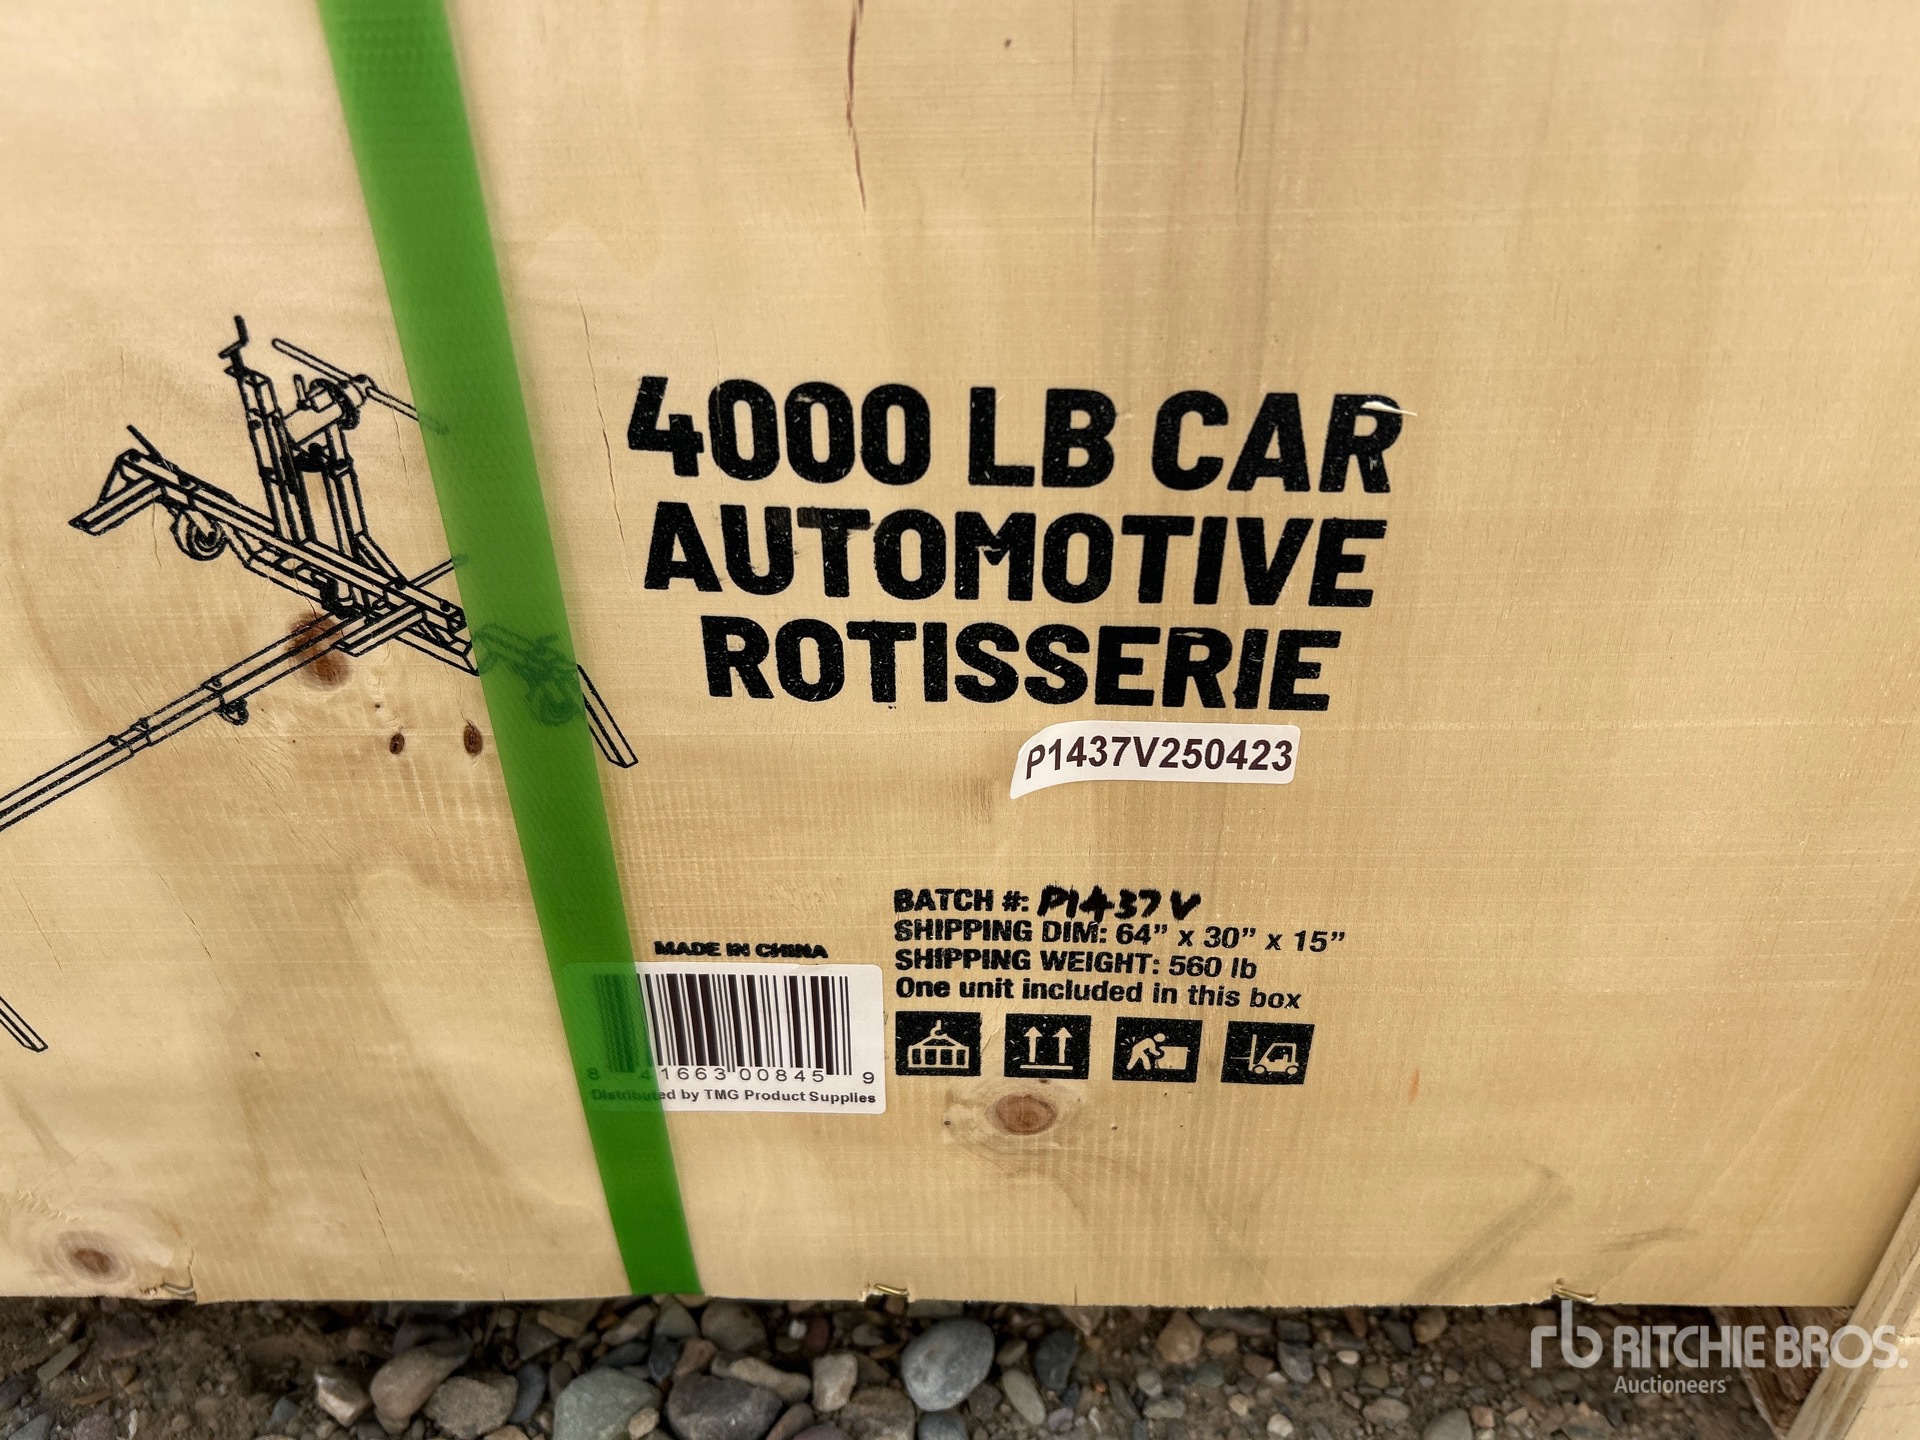 4000 LB CAR
AUTOMOTIVE
ROTISSERIE
P1437V250423
BATCH #: P1437V
SHIPPING DIM: 64” x 30” x 15”
SHIPPING WEIGHT: 560 lb
One unit included in this box
MADE IN CHINA
8 41663 00845 9
Distributed by TMG Product Supplies
rb RITCHIE BROS.
Auctioneers